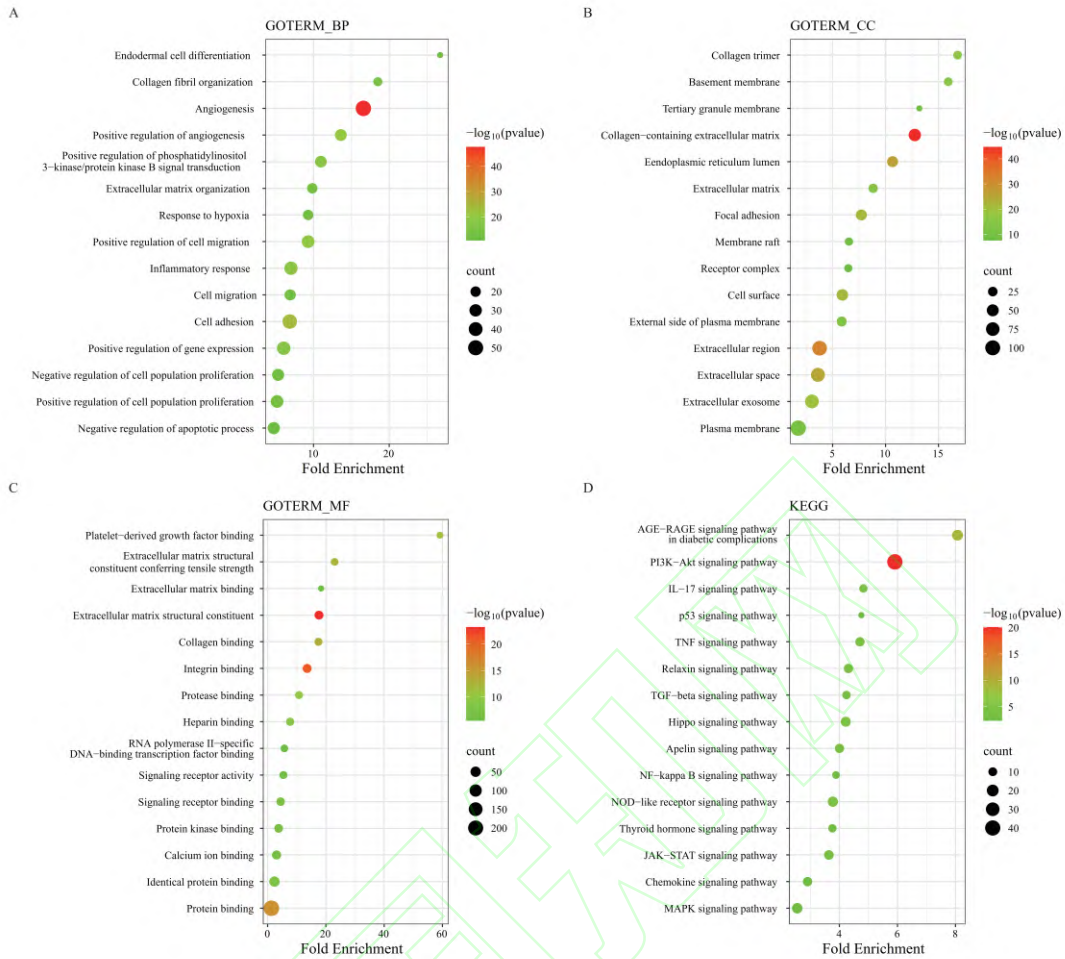 A
GOTERM_BP
Endodermal cell differentiation
Collagen fibril organization
Angiogenesis
Positive regulation of angiogenesis
Positive regulation of phosphatidylinositol
3−kinase/protein kinase B signal transduction
Extracellular matrix organization
Response to hypoxia
Positive regulation of cell migration
Inflammatory response
Cell migration
Cell adhesion
Positive regulation of gene expression
Negative regulation of cell population proliferation
Positive regulation of cell population proliferation
Negative regulation of apoptotic process
10 20
Fold Enrichment
−log10(pvalue)
40
30
20
count
20
30
40
50
B
GOTERM_CC
Collagen trimer
Basement membrane
Tertiary granule membrane
Collagen−containing extracellular matrix
Eendoplasmic reticulum lumen
Extracellular matrix
Focal adhesion
Membrane raft
Receptor complex
Cell surface
External side of plasma membrane
Extracellular region
Extracellular space
Extracellular exosome
Plasma membrane
5 10 15
Fold Enrichment
−log10(pvalue)
40
30
20
10
count
25
50
75
100
C
GOTERM_MF
Platelet−derived growth factor binding
Extracellular matrix structural
constituent conferring tensile strength
Extracellular matrix binding
Extracellular matrix structural constituent
Collagen binding
Integrin binding
Protease binding
Heparin binding
RNA polymerase II−specific
DNA−binding transcription factor binding
Signaling receptor activity
Signaling receptor binding
Protein kinase binding
Calcium ion binding
Identical protein binding
Protein binding
0 20 40 60
Fold Enrichment
−log10(pvalue)
20
15
10
count
50
100
150
200
D
KEGG
AGE−RAGE signaling pathway
in diabetic complications
PI3K−Akt signaling pathway
IL−17 signaling pathway
p53 signaling pathway
TNF signaling pathway
Relaxin signaling pathway
TGF−beta signaling pathway
Hippo signaling pathway
Apelin signaling pathway
NF−kappa B signaling pathway
NOD−like receptor signaling pathway
Thyroid hormone signaling pathway
JAK−STAT signaling pathway
Chemokine signaling pathway
MAPK signaling pathway
4 6 8
Fold Enrichment
−log10(pvalue)
20
15
10
5
count
10
20
30
40